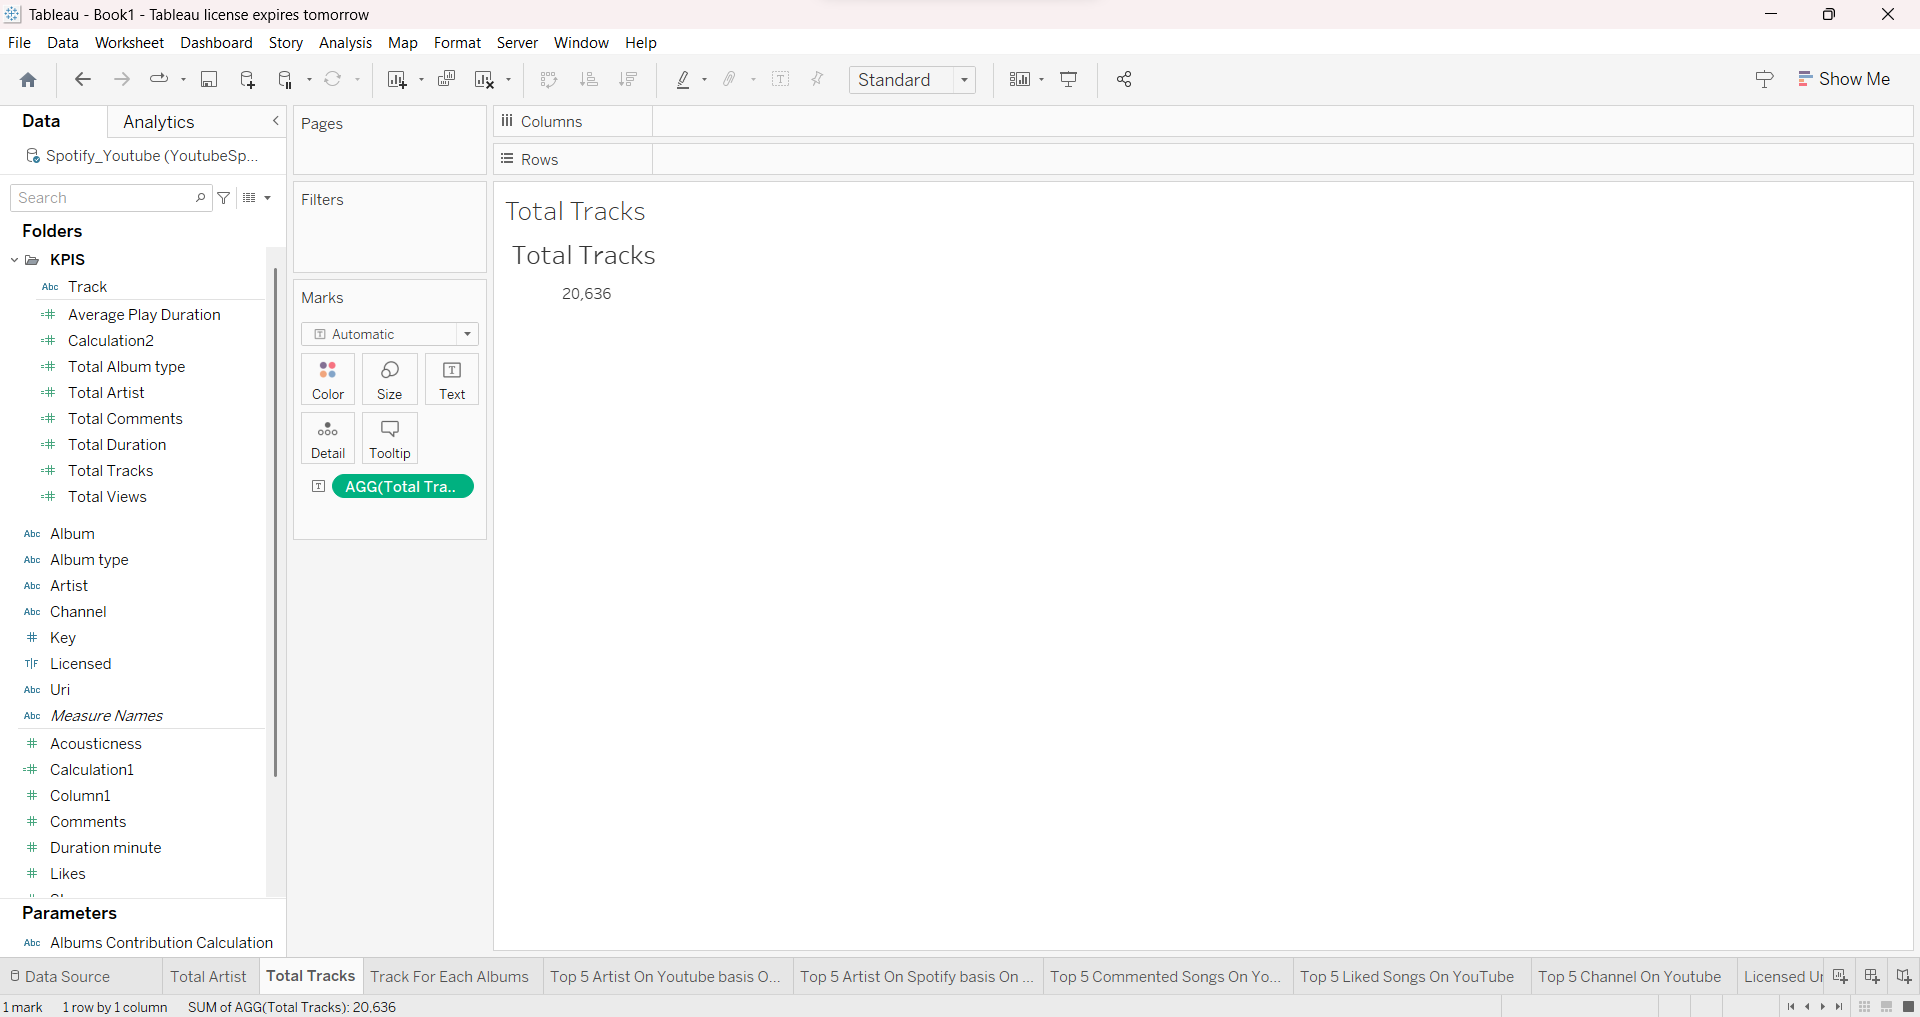 Tableau - Book1 - Tableau license expires tomorrow
File Data Worksheet Dashboard Story Analysis Map Format Server Window Help
Standard
Show Me
Data
Analytics
Spotify_Youtube (YoutubeSp...
Search
Folders
KPIS
Abc Track
Average Play Duration
Calculation2
Total Album type
Total Artist
Total Comments
Total Duration
Total Tracks
Total Views
Abc Album
Abc Album type
Abc Artist
Abc Channel
# Key
T|F Licensed
Abc Uri
Abc Measure Names
# Acousticness
=# Calculation1
# Column1
# Comments
# Duration minute
# Likes
Parameters
Abc Albums Contribution Calculation
Pages
Filters
Marks
Automatic
Color
Size
Text
Detail
Tooltip
AGG(Total Tra..
Columns
Rows
Total Tracks
Total Tracks
20,636
Data Source
Total Artist
Total Tracks
Track For Each Albums
Top 5 Artist On Youtube basis O...
Top 5 Artist On Spotify basis On ...
Top 5 Commented Songs On Yo...
Top 5 Liked Songs On YouTube
Top 5 Channel On Youtube
Licensed Ur
1 mark 1 row by 1 column SUM of AGG(Total Tracks): 20,636